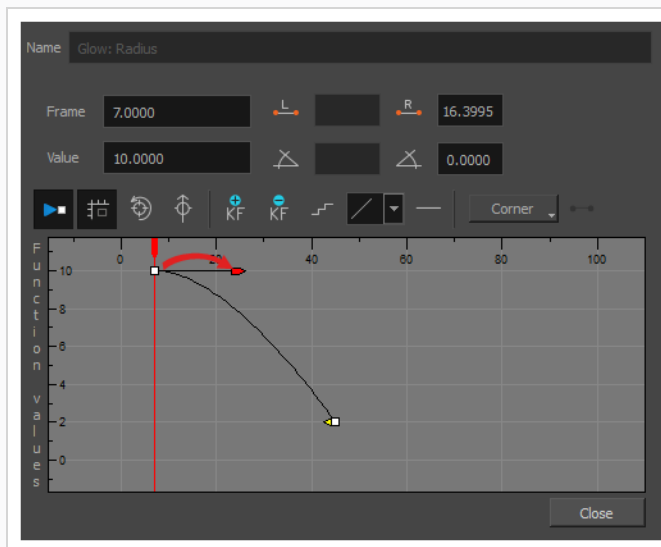 Name Glow: Radius
L R
Frame 7.0000 16.3995
Value 10.0000 0.0000
KF KF Corner
0 20 40 60 80 100
Function values
10
8
6
4
2
0
Close